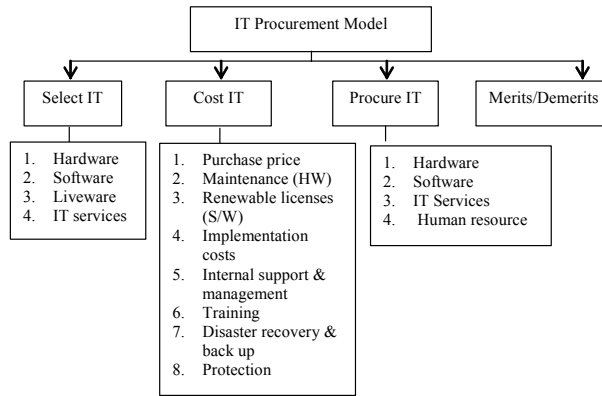 IT Procurement Model
Select IT
Cost IT
Procure IT
Merits/Demerits
1. Hardware
2. Software
3. Liveware
4. IT services
1. Purchase price
2. Maintenance (HW)
3. Renewable licenses
(S/W)
4. Implementation
costs
5. Internal support &
management
6. Training
7. Disaster recovery &
back up
8. Protection
1. Hardware
2. Software
3. IT Services
4. Human resource